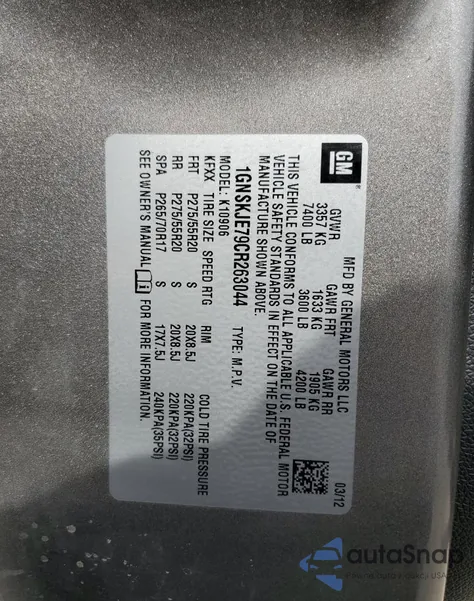 GM
MFD BY GENERAL MOTORS LLC
03/12
GVWR GAWR FRT GAWR RR
3357 KG 1633 KG 1905 KG
7400 LB 3600 LB 4200 LB
THIS VEHICLE CONFORMS TO ALL APPLICABLE U.S. FEDERAL MOTOR
VEHICLE SAFETY STANDARDS IN EFFECT ON THE DATE OF
MANUFACTURE SHOWN ABOVE.
1GNSKJE79CR263044 TYPE: M.P.V.
MODEL: K10906
KFXX TIRE SIZE SPEED RTG RIM COLD TIRE PRESSURE
FRT P275/55R20 S 20X8.5J 220KPA(32PSI)
RR P275/55R20 S 20X8.5J 220KPA(32PSI)
SPA P265/70R17 S 17X7.5J 240KPA(35PSI)
SEE OWNER'S MANUAL FOR MORE INFORMATION.
autoSnap